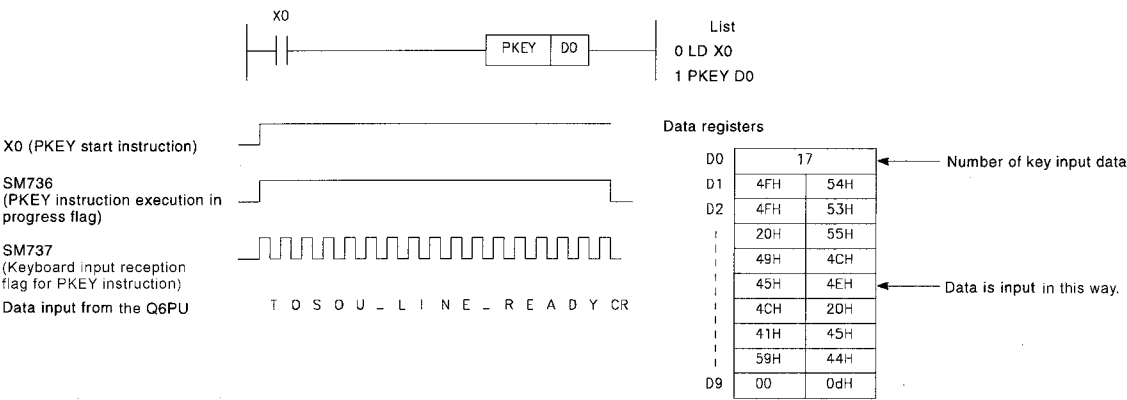 X0
PKEY D0
List
0 LD X0
1 PKEY D0
X0 (PKEY start instruction)
SM736
(PKEY instruction execution in
progress flag)
SM737
(Keyboard input reception
flag for PKEY instruction)
Data input from the Q6PU
T O S O U _ L I N E _ R E A D Y CR
Data registers
D0 17 Number of key input data
D1 4FH 54H
D2 4FH 53H
20H 55H
49H 4CH
45H 4EH Data is input in this way.
4CH 20H
41H 45H
59H 44H
D9 00 0dH